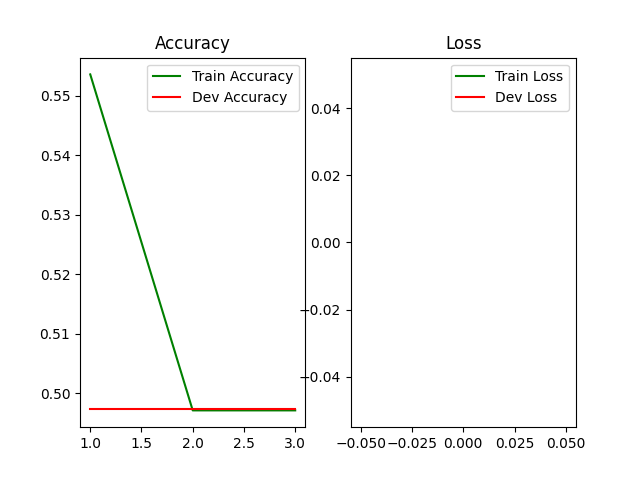 Accuracy
Train Accuracy
Dev Accuracy
0.55
0.54
0.53
0.52
0.51
0.50
1.0 1.5 2.0 2.5 3.0
Loss
Train Loss
Dev Loss
0.04
0.02
0.00
−0.02
−0.04
−0.050 −0.025 0.000 0.025 0.050